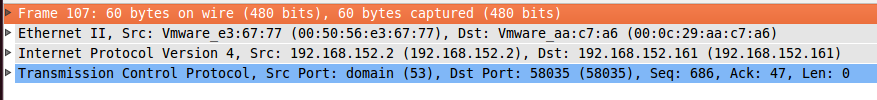 Frame 107: 60 bytes on wire (480 bits), 60 bytes captured (480 bits)
Ethernet II, Src: Vmware_e3:67:77 (00:50:56:e3:67:77), Dst: Vmware_aa:c7:a6 (00:0c:29:aa:c7:a6)
Internet Protocol Version 4, Src: 192.168.152.2 (192.168.152.2), Dst: 192.168.152.161 (192.168.152.161)
Transmission Control Protocol, Src Port: domain (53), Dst Port: 58035 (58035), Seq: 686, Ack: 47, Len: 0